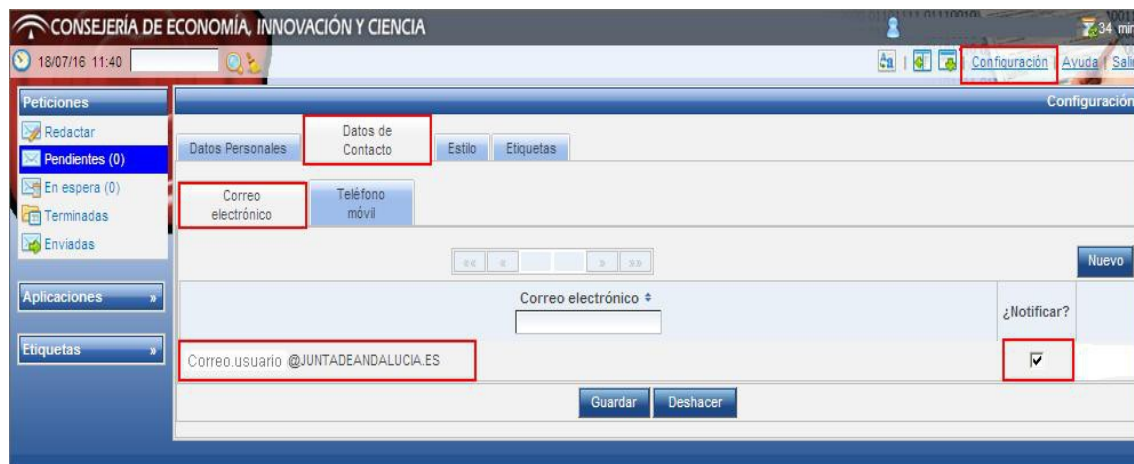 CONSEJERÍA DE ECONOMÍA, INNOVACIÓN Y CIENCIA
34 min
18/07/16 11:40
Configuración | Ayuda | Sali
Peticiones
Configuración
Redactar
Pendientes (0)
En espera (0)
Terminadas
Enviadas
Datos Personales
Datos de
Contacto
Estilo
Etiquetas
Correo
electrónico
Teléfono
móvil
«« « » »»
Nuevo
Aplicaciones »
Correo electrónico
¿Notificar?
Etiquetas »
Correo.usuario @JUNTADEANDALUCIA.ES
Guardar
Deshacer